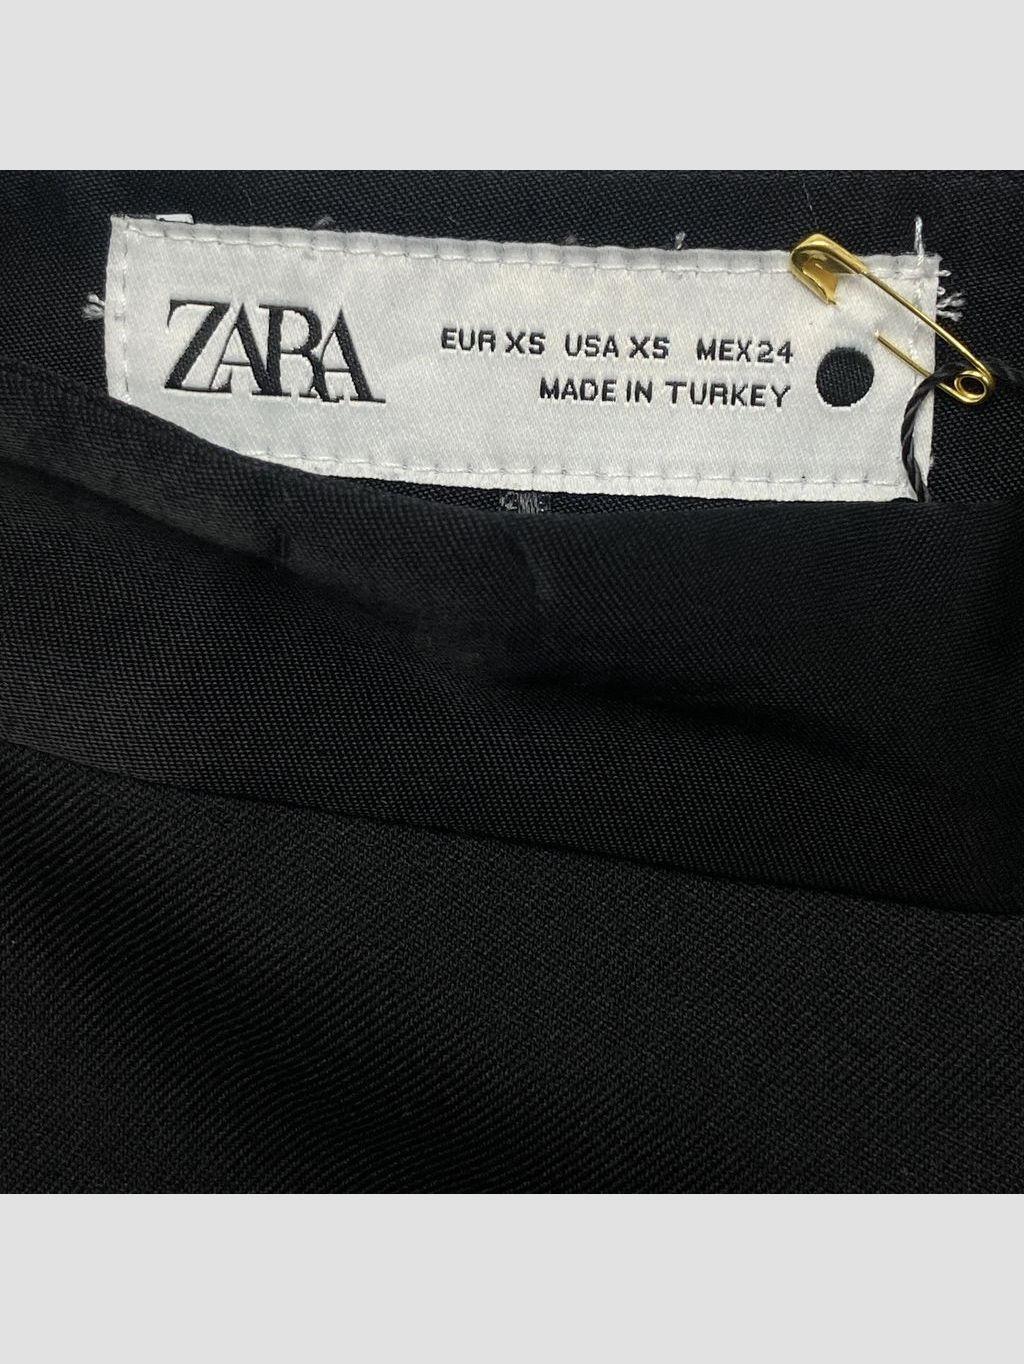 ZARA
EUR XS USA XS MEX 24
MADE IN TURKEY